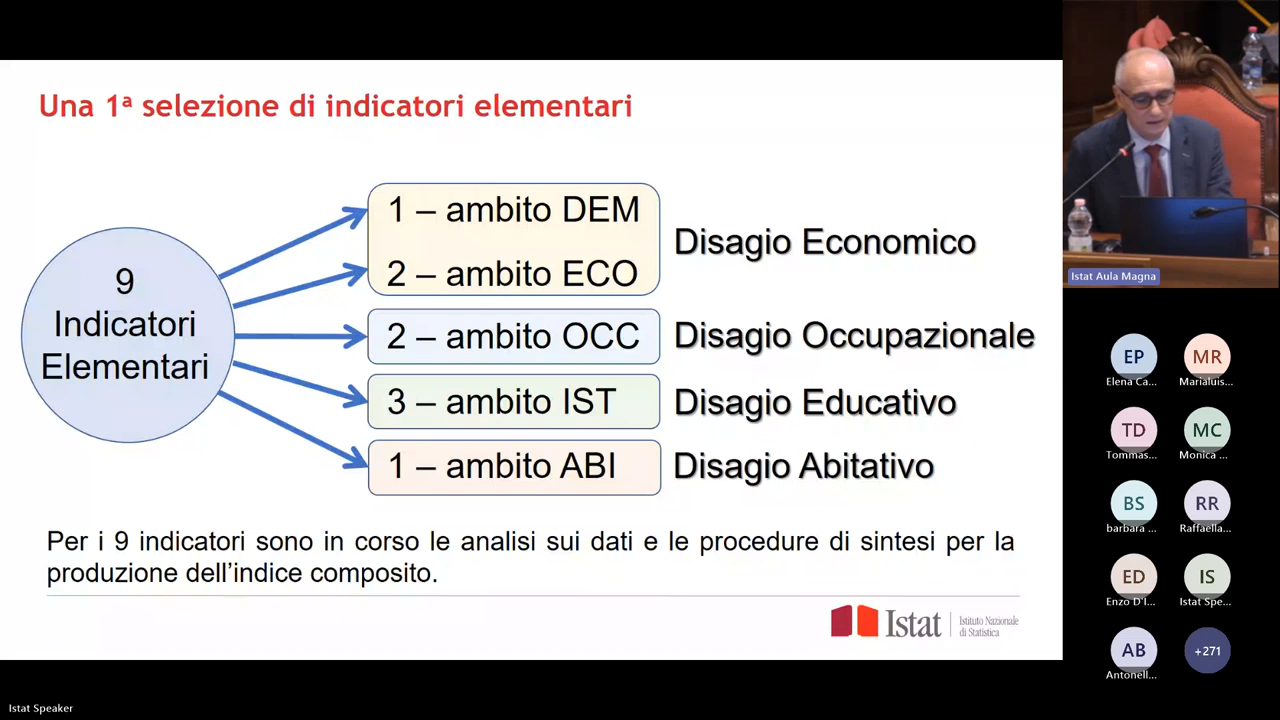 Una 1ª selezione di indicatori elementari
9
Indicatori
Elementari
1 – ambito DEM
2 – ambito ECO
Disagio Economico
2 – ambito OCC
Disagio Occupazionale
3 – ambito IST
Disagio Educativo
1 – ambito ABI
Disagio Abitativo
Per i 9 indicatori sono in corso le analisi sui dati e le procedure di sintesi per la
produzione dell'indice composito.
Istat
Istituto Nazionale
di Statistica
Istat Aula Magna
EP
Elena Ca...
MR
Marialuis...
TD
Tommas...
MC
Monica ...
BS
barbara ...
RR
Raffaella...
ED
Enzo D'I...
IS
Istat Spe...
AB
Antonell...
+271
Istat Speaker